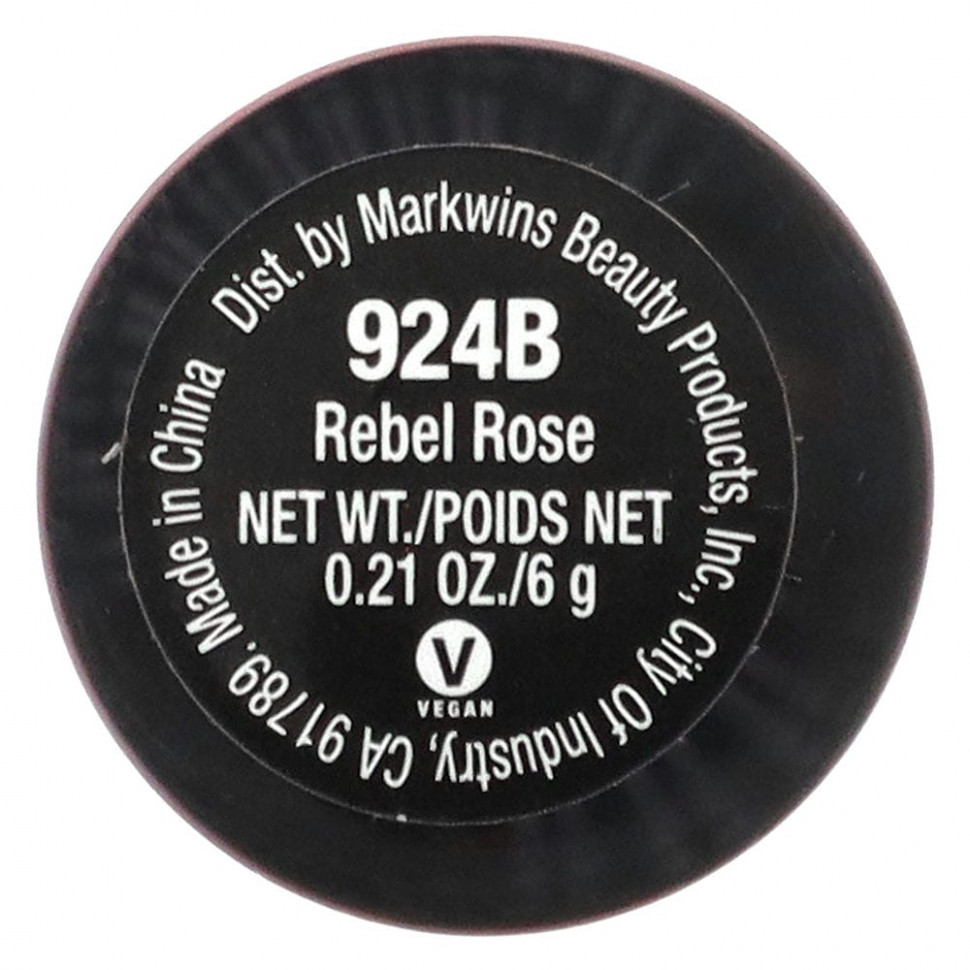 Dist. by Markwins Beauty Products, Inc., City Of Industry, CA 91789. Made in China
924B
Rebel Rose
NET WT./POIDS NET
0.21 OZ./6 g
V
VEGAN